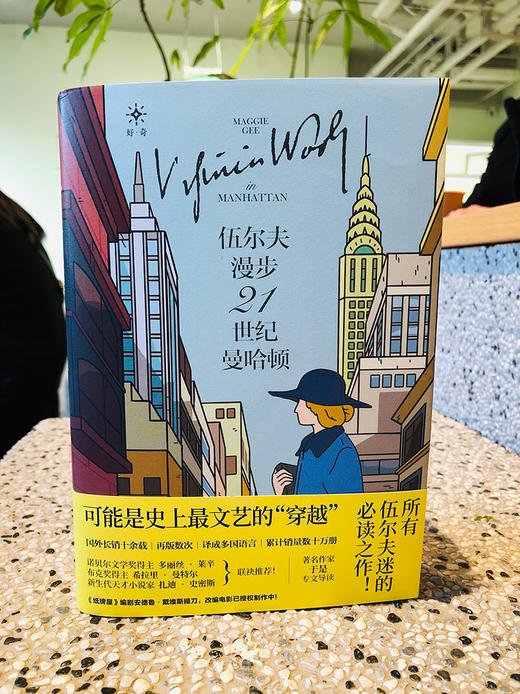 好·奇
MAGGIE
GEE
Virginia Woolf
in
MANHATTAN
伍尔夫
漫步
21
世纪
曼哈顿
可能是史上最文艺的“穿越”
国外长销十余载｜再版数次｜译成多国语言｜累计销量数十万册
诺贝尔文学奖得主 多丽丝·莱辛
布克奖得主 希拉里·曼特尔
新生代天才小说家 扎迪·史密斯
联袂推荐！
著名作家
于是
专文导读
《纸牌屋》编剧安德鲁·戴维斯操刀，改编电影已授权制作中！
所有
伍尔夫迷的
必读之作！